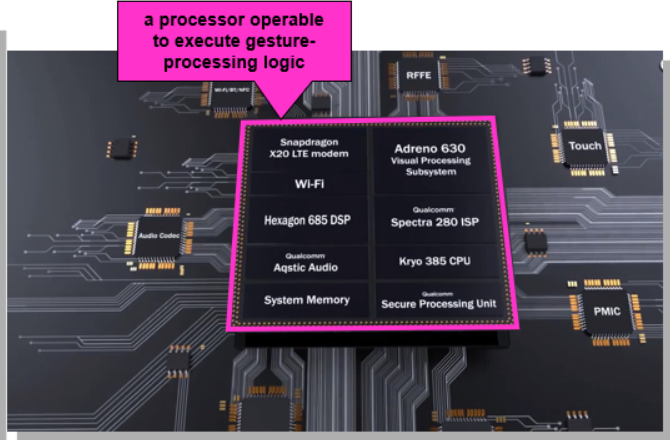 a processor operable
to execute gesture-
processing logic
Wi-Fi/BT/NFC
RFFE
Touch
Audio Codec
PMIC
Snapdragon
X20 LTE modem
Wi-Fi
Hexagon 685 DSP
Qualcomm
Aqstic Audio
System Memory
Adreno 630
Visual Processing
Subsystem
Qualcomm
Spectra 280 ISP
Kryo 385 CPU
Qualcomm
Secure Processing Unit